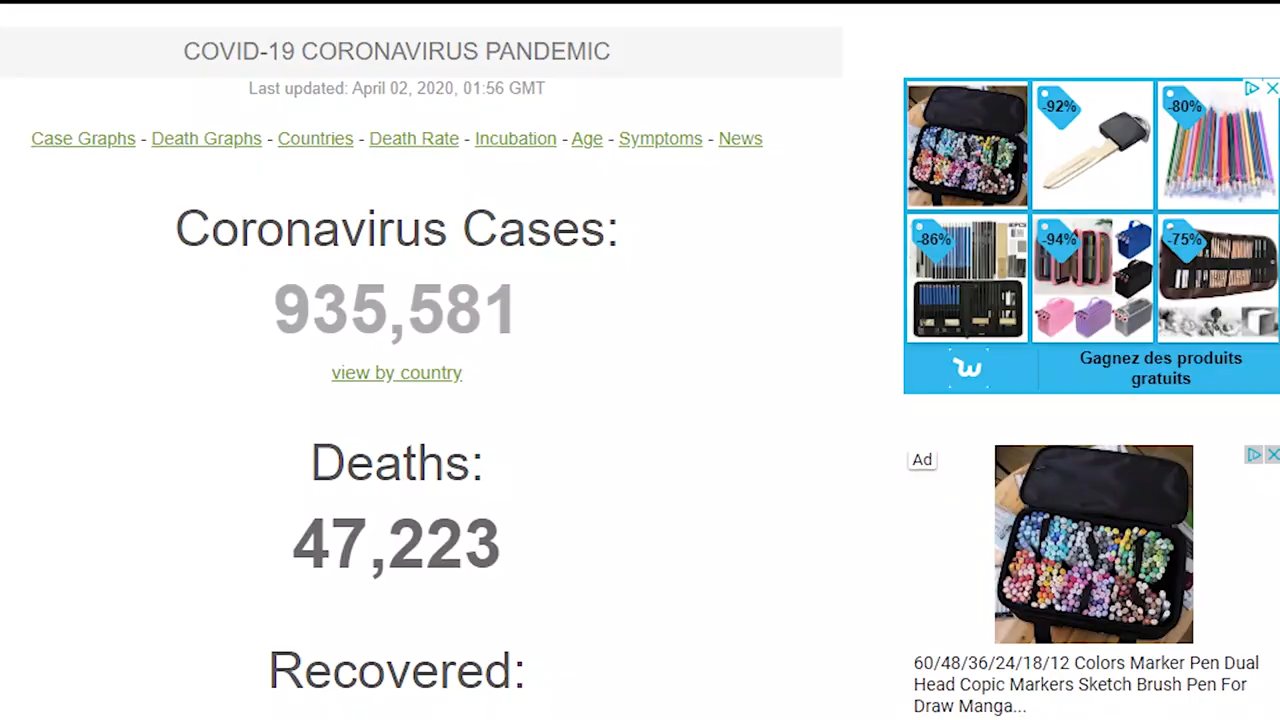 COVID-19 CORONAVIRUS PANDEMIC
Last updated: April 02, 2020, 01:56 GMT
Case Graphs - Death Graphs - Countries - Death Rate - Incubation - Age - Symptoms - News
Coronavirus Cases:
935,581
view by country
Deaths:
47,223
Recovered:
-92%
-80%
-86%
-94%
-75%
Gagnez des produits
gratuits
Ad
60/48/36/24/18/12 Colors Marker Pen Dual
Head Copic Markers Sketch Brush Pen For
Draw Manga...